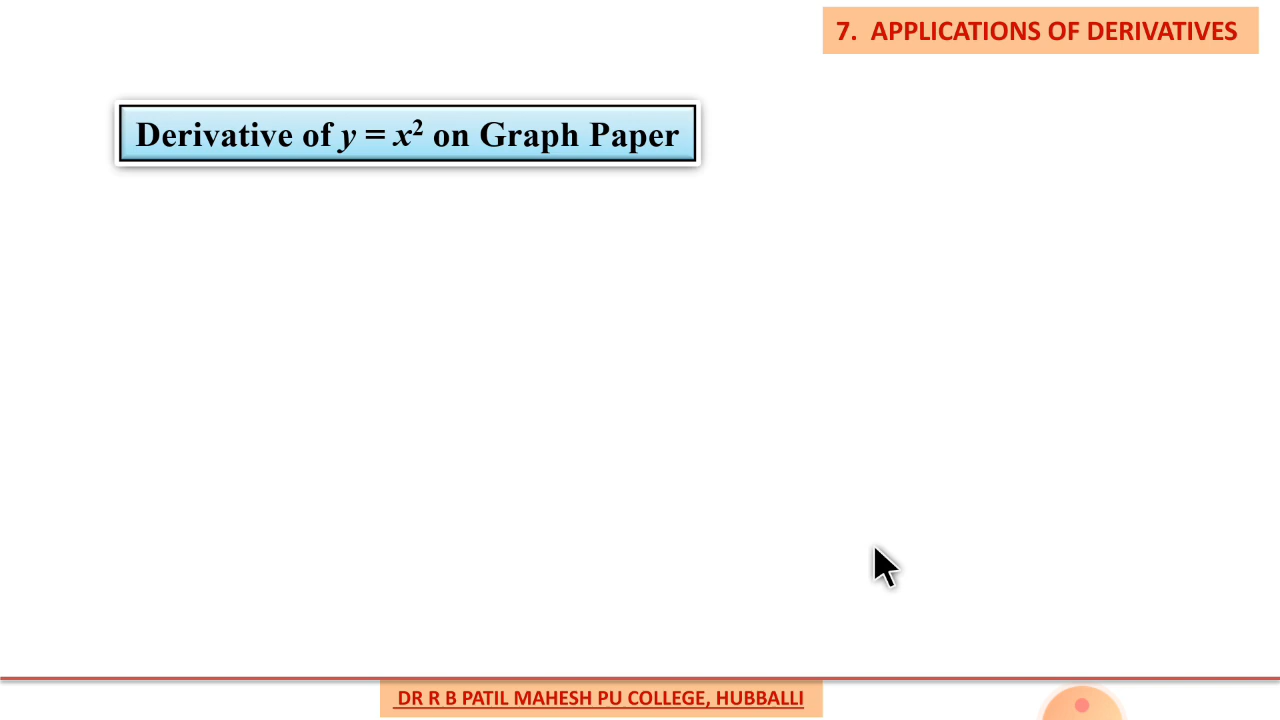 7. APPLICATIONS OF DERIVATIVES
Derivative of y = x² on Graph Paper
DR R B PATIL MAHESH PU COLLEGE, HUBBALLI